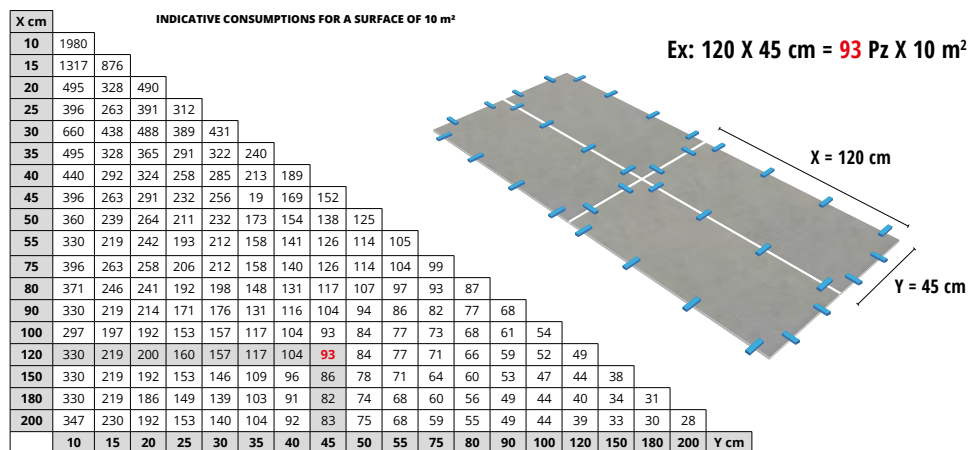 X cm
INDICATIVE CONSUMPTIONS FOR A SURFACE OF 10 m²
Ex: 120 X 45 cm = 93 Pz X 10 m²
10 1980
15 1317 876
20 495 328 490
25 396 263 391 312
30 660 438 488 389 431
35 495 328 365 291 322 240
40 440 292 324 258 285 213 189
45 396 263 291 232 256 19 169 152
50 360 239 264 211 232 173 154 138 125
55 330 219 242 193 212 158 141 126 114 105
75 396 263 258 206 212 158 140 126 114 104 99
80 371 246 241 192 198 148 131 117 107 97 93 87
90 330 219 214 171 176 131 116 104 94 86 82 77 68
100 297 197 192 153 157 117 104 93 84 77 73 68 61 54
120 330 219 200 160 157 117 104 93 84 77 71 66 59 52 49
150 330 219 192 153 146 109 96 86 78 71 64 60 53 47 44 38
180 330 219 186 149 139 103 91 82 74 68 60 56 49 44 40 34 31
200 347 230 192 153 140 104 92 83 75 68 59 55 49 44 39 33 30 28
10 15 20 25 30 35 40 45 50 55 75 80 90 100 120 150 180 200 Y cm
X = 120 cm
Y = 45 cm